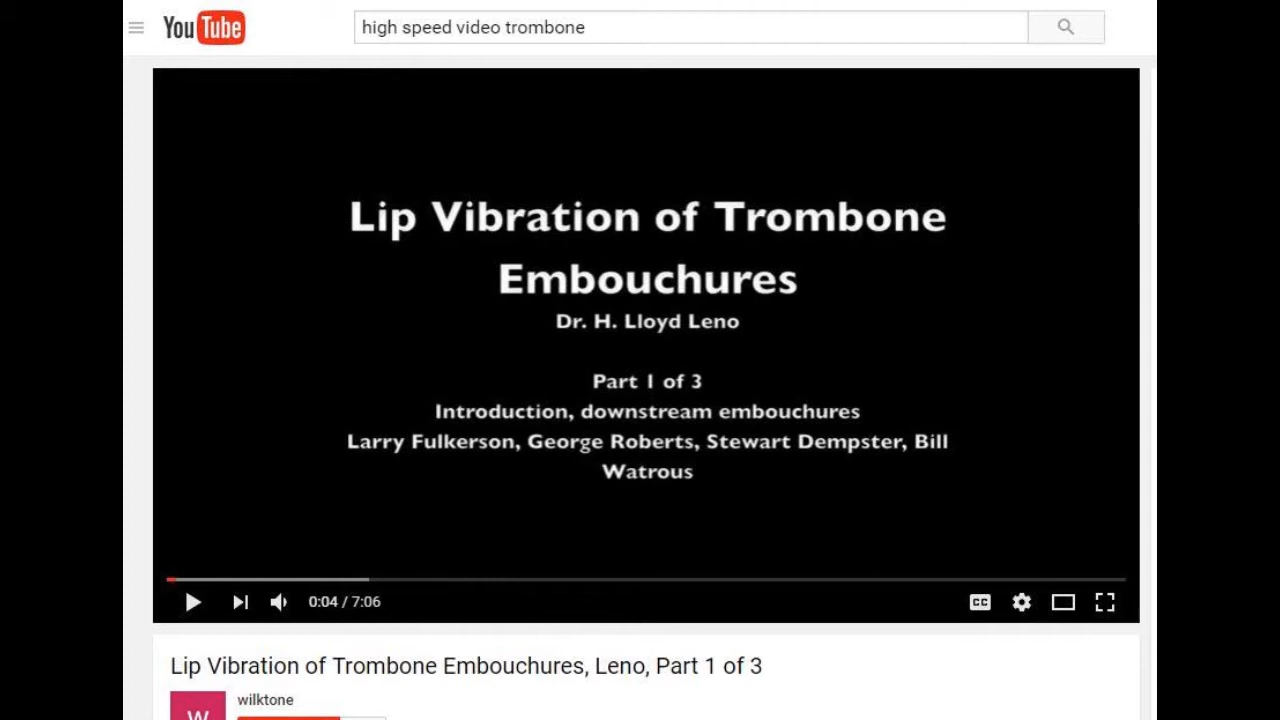 YouTube
high speed video trombone
Lip Vibration of Trombone
Embouchures
Dr. H. Lloyd Leno
Part 1 of 3
Introduction, downstream embouchures
Larry Fulkerson, George Roberts, Stewart Dempster, Bill
Watrous
0:04 / 7:06
CC
Lip Vibration of Trombone Embouchures, Leno, Part 1 of 3
wilktone
W